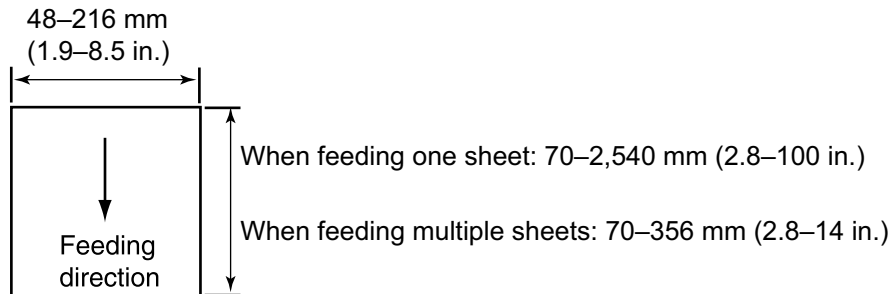 48–216 mm
(1.9–8.5 in.)
When feeding one sheet: 70–2,540 mm (2.8–100 in.)
When feeding multiple sheets: 70–356 mm (2.8–14 in.)
Feeding
direction